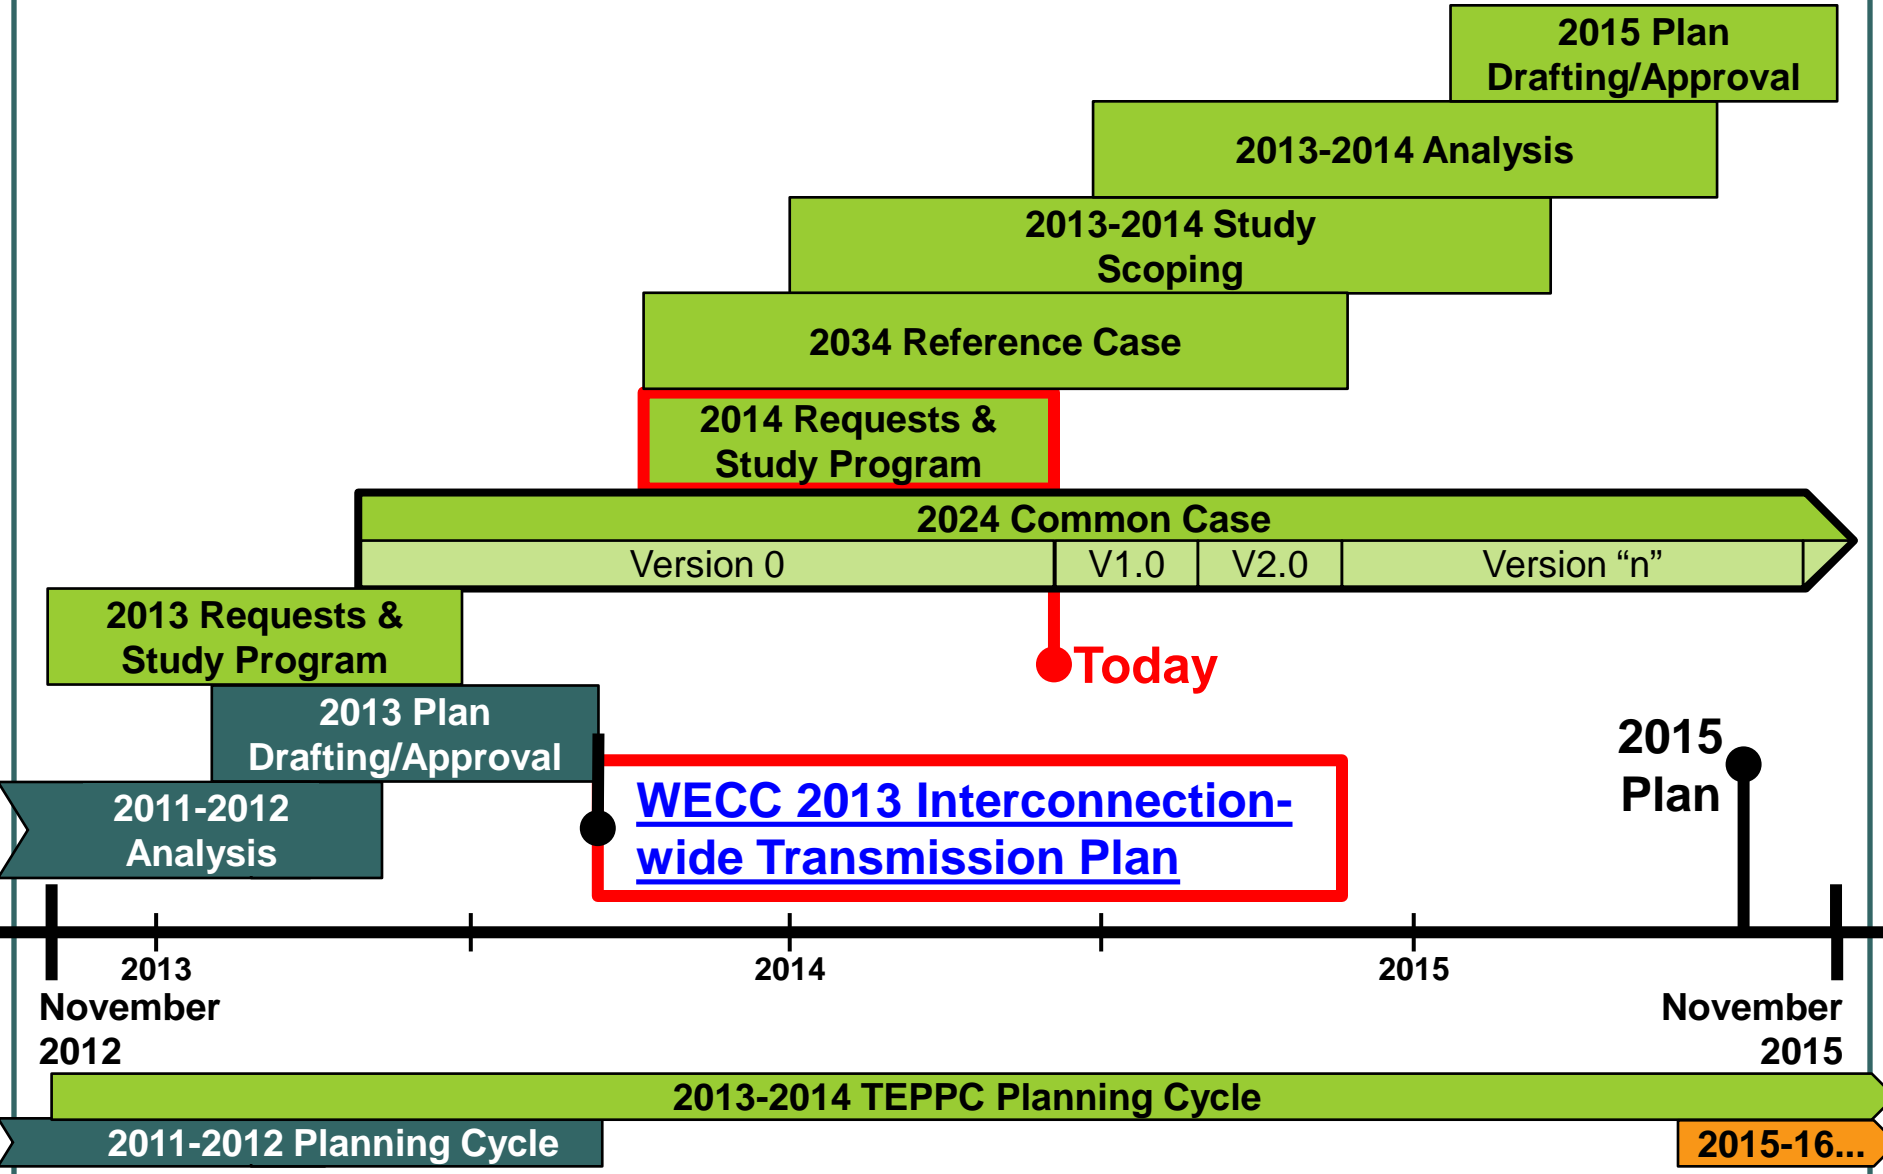 2015 Plan
Drafting/Approval
2013-2014 Analysis
2013-2014 Study
Scoping
2034 Reference Case
2014 Requests &
Study Program
2024 Common Case
Version 0
V1.0
V2.0
Version “n”
2013 Requests &
Study Program
Today
2013 Plan
Drafting/Approval
2015
Plan
WECC 2013 Interconnection-
wide Transmission Plan
2011-2012
Analysis
2013
2014
2015
November
2012
November
2015
2013-2014 TEPPC Planning Cycle
2011-2012 Planning Cycle
2015-16...